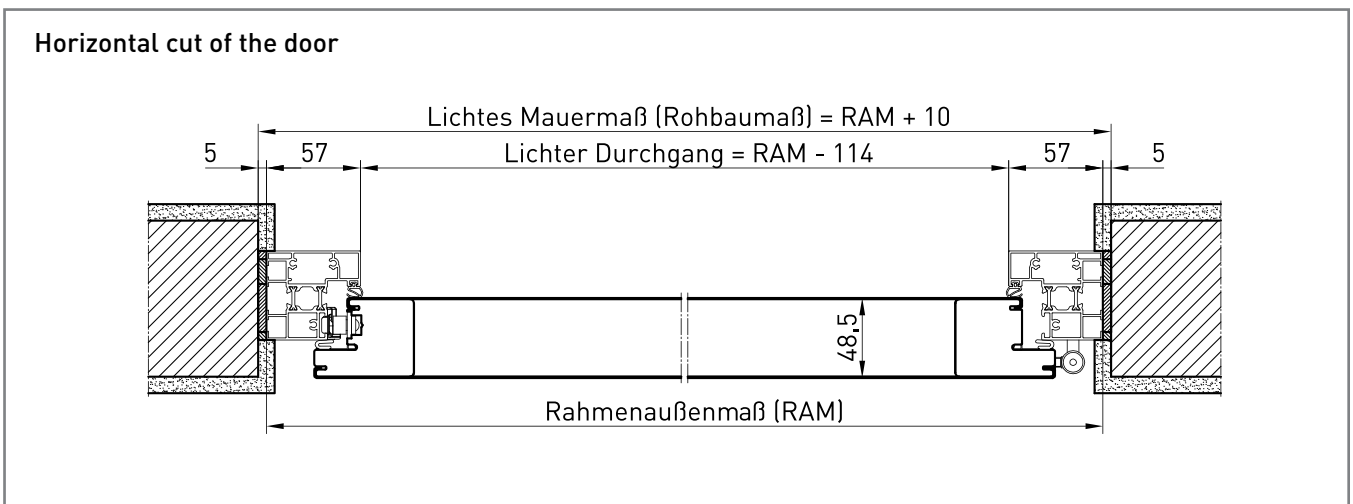 Horizontal cut of the door
Lichtes Mauermaß (Rohbaumaß) = RAM + 10
5 57 Lichter Durchgang = RAM - 114 57 5
48.5
Rahmenaußenmaß (RAM)